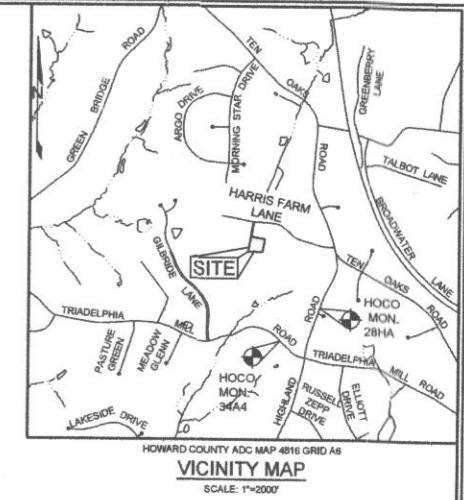 GREEN BRIDGE ROAD
TEN OAKS ROAD
ARGO DRIVE
MORNING STAR DRIVE
GREENBERRY LANE
TALBOT LANE
BROADWATER LANE
HARRIS FARM
LANE
GILBRIDE LANE
SITE
TEN OAKS ROAD
HOCO
MON.
28HA
TRIADELPHIA MILL ROAD
TRIADELPHIA MILL ROAD
PASTURE
GREEN
MEADOW
GLENN
HOCO
MON.
34A4
HIGHLAND ROAD
RUSSELL
ZEPP
DRIVE
ELLIOTT
DRIVE
LAKESIDE DRIVE
HOWARD COUNTY ADC MAP 4816 GRID A6
VICINITY MAP
SCALE: 1"=2000'